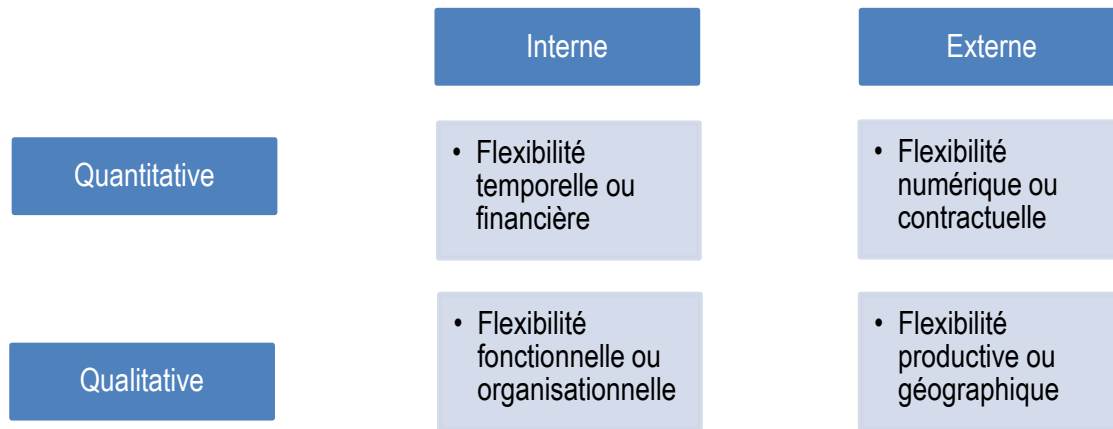 Interne
Externe
Quantitative
• Flexibilité
temporelle ou
financière
• Flexibilité
numérique ou
contractuelle
Qualitative
• Flexibilité
fonctionnelle ou
organisationnelle
• Flexibilité
productive ou
géographique